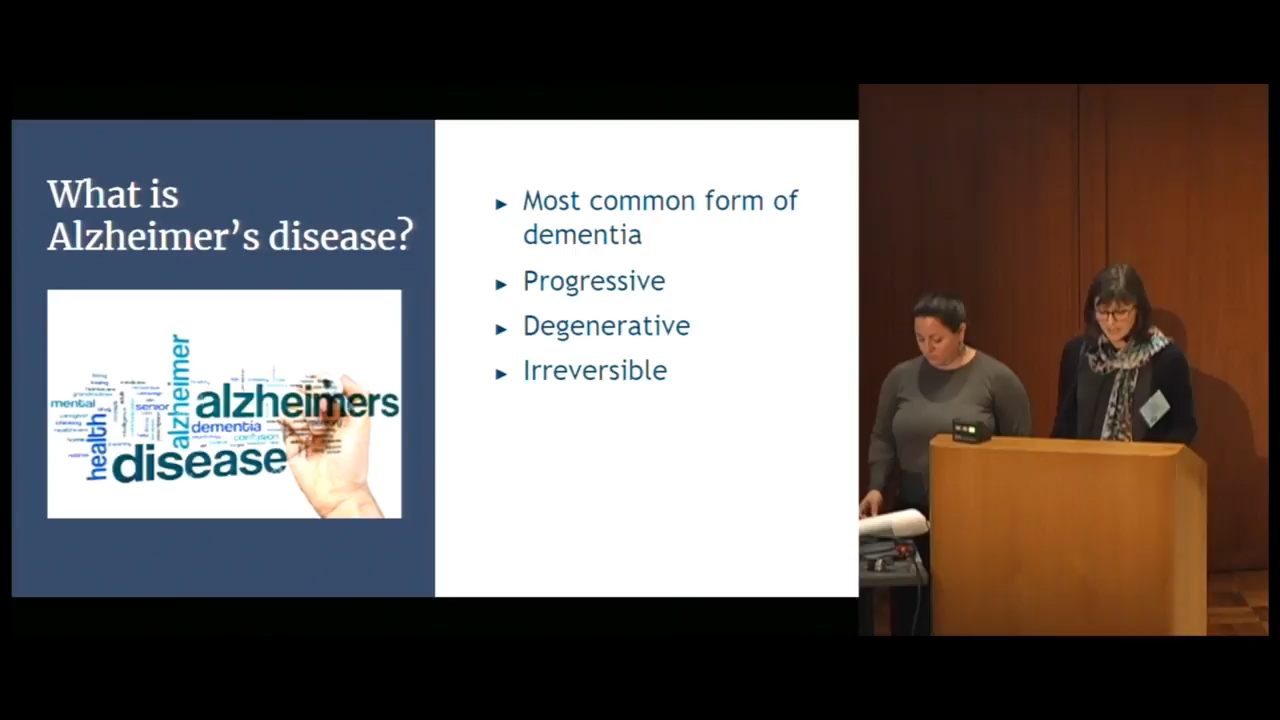 What is
Alzheimer's disease?
▸ Most common form of
dementia
▸ Progressive
▸ Degenerative
▸ Irreversible
alzheimer
alzheimers
mental
senior
health
dementia
confusion
disease